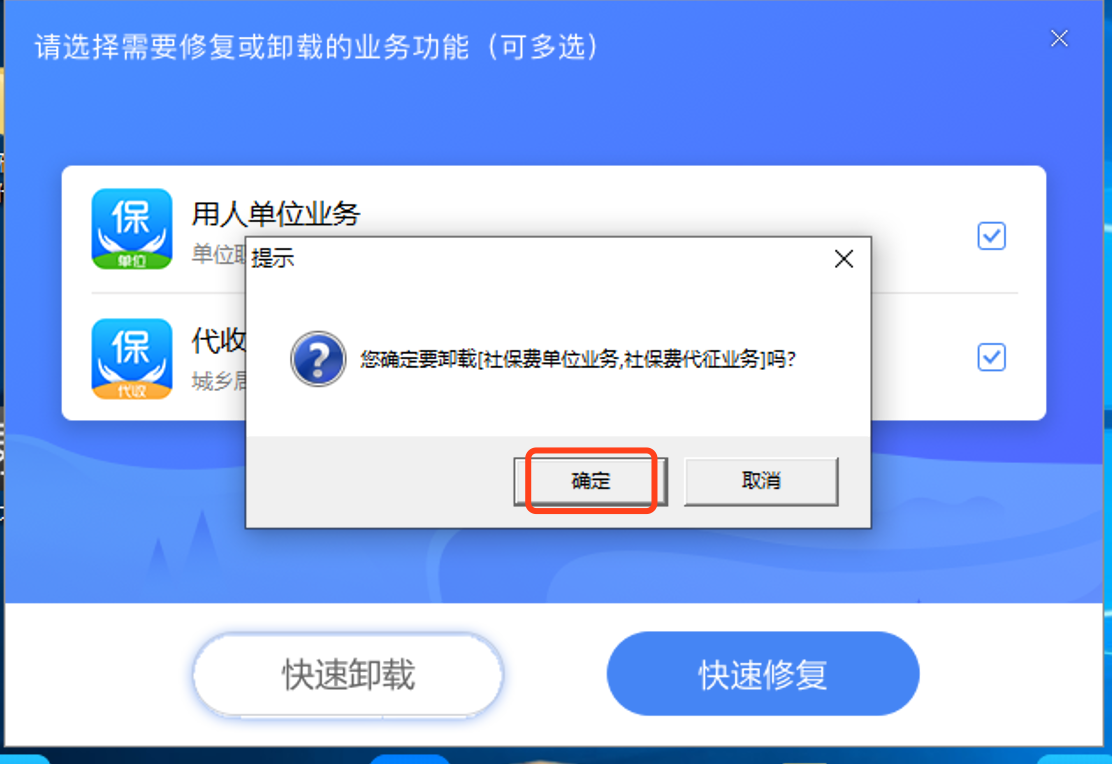 请选择需要修复或卸载的业务功能（可多选）
保
单位
用人单位业务
单位
提示
您确定要卸载[社保费单位业务,社保费代征业务]吗?
保
代收
代收
城乡
确定
取消
快速卸载
快速修复